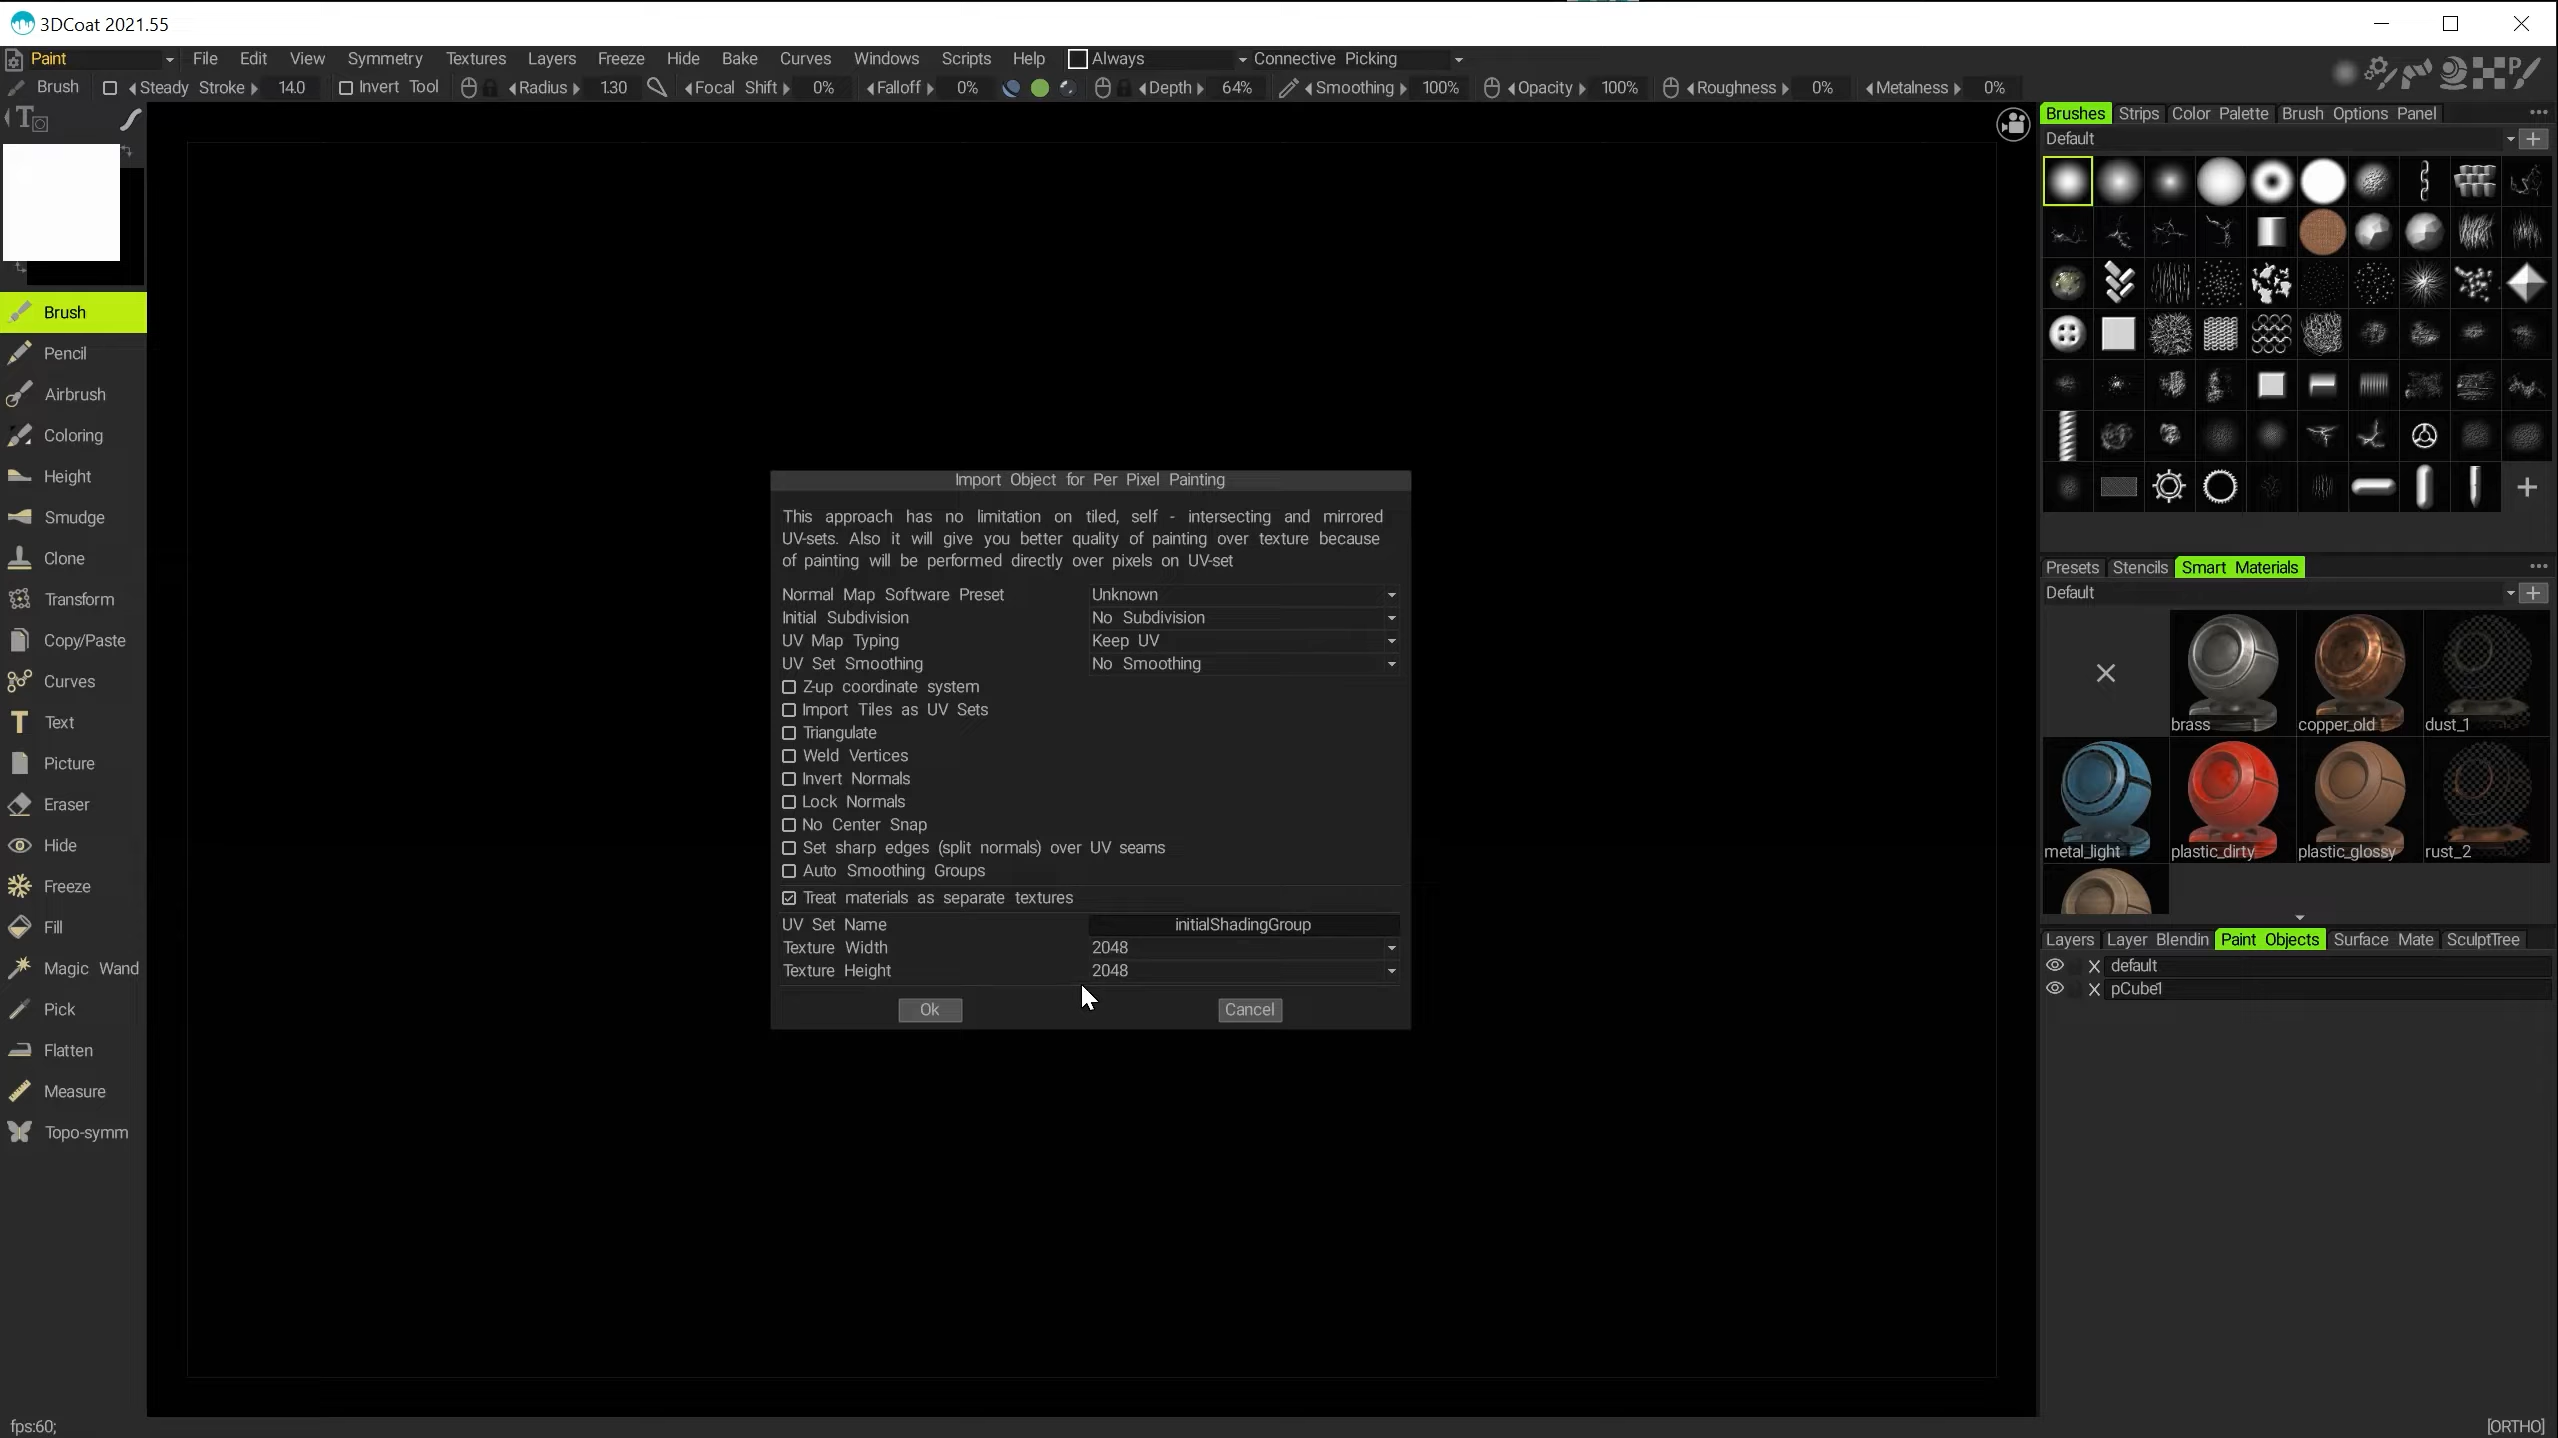 3DCoat 2021.55
Paint File Edit View Symmetry Textures Layers Freeze Hide Bake Curves Windows Scripts Help Always Connective Picking
Brush Steady Stroke 14.0 Invert Tool Radius 1.30 Focal Shift 0% Falloff 0% Depth 64% Smoothing 100% Opacity 100% Roughness 0% Metalness 0%
Brush
Pencil
Airbrush
Coloring
Height
Smudge
Clone
Transform
Copy/Paste
Curves
Text
Picture
Eraser
Hide
Freeze
Fill
Magic Wand
Pick
Flatten
Measure
Topo-symm
Import Object for Per Pixel Painting
This approach has no limitation on tiled, self - intersecting and mirrored
UV-sets. Also it will give you better quality of painting over texture because
of painting will be performed directly over pixels on UV-set
Normal Map Software Preset Unknown
Initial Subdivision No Subdivision
UV Map Typing Keep UV
UV Set Smoothing No Smoothing
Z-up coordinate system
Import Tiles as UV Sets
Triangulate
Weld Vertices
Invert Normals
Lock Normals
No Center Snap
Set sharp edges (split normals) over UV seams
Auto Smoothing Groups
Treat materials as separate textures
UV Set Name initialShadingGroup
Texture Width 2048
Texture Height 2048
Ok Cancel
Brushes Strips Color Palette Brush Options Panel
Default
Presets Stencils Smart Materials
Default
brass copper_old dust_1
metal_light plastic_dirty plastic_glossy rust_2
Layers Layer Blendin Paint Objects Surface Mate SculptTree
default
pCube1
fps:60; [ORTHO]